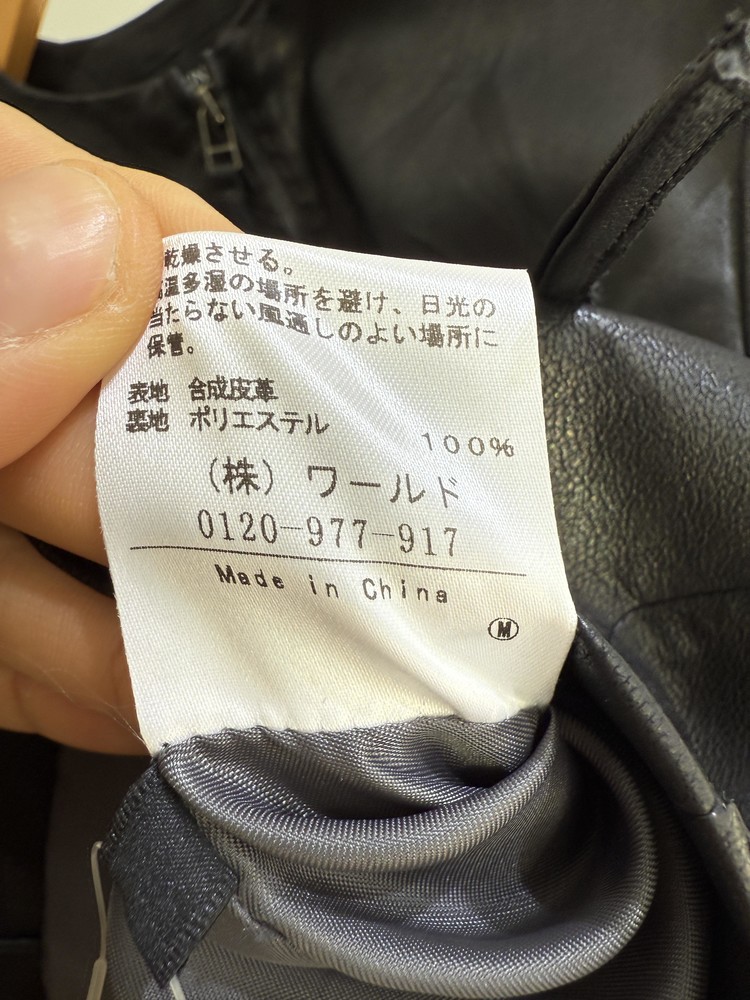 乾燥させる。
温多湿の場所を避け、日光の
当たらない風通しのよい場所に
保管。
表地 合成皮革
裏地 ポリエステル
100%
(株) ワールド
0120-977-917
Made in China
M